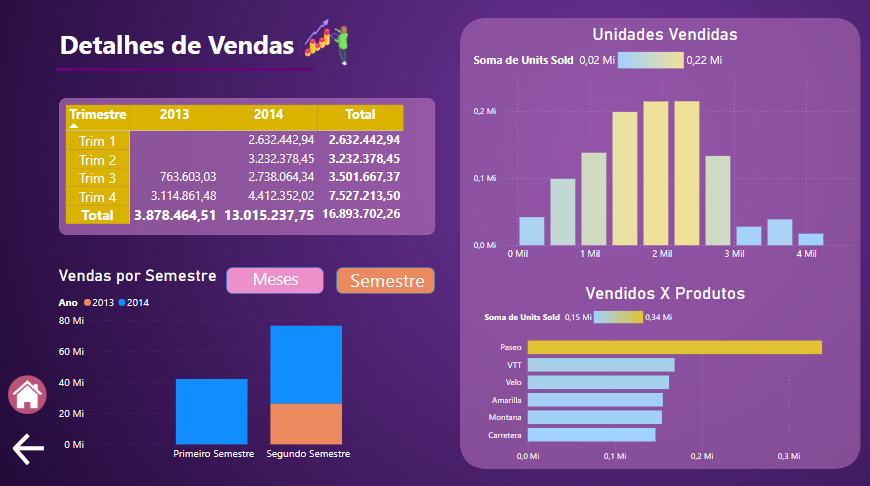 Detalhes de Vendas
Trimestre 2013 2014 Total
Trim 1 2.632.442,94 2.632.442,94
Trim 2 3.232.378,45 3.232.378,45
Trim 3 763.603,03 2.738.064,34 3.501.667,37
Trim 4 3.114.861,48 4.412.352,02 7.527.213,50
Total 3.878.464,51 13.015.237,75 16.893.702,26
Vendas por Semestre
Meses
Semestre
Ano 2013 2014
80 Mi
60 Mi
40 Mi
20 Mi
0 Mi
Primeiro Semestre Segundo Semestre
Unidades Vendidas
Soma de Units Sold 0,02 Mi 0,22 Mi
0,2 Mi
0,1 Mi
0,0 Mi
0 Mil 1 Mil 2 Mil 3 Mil 4 Mil
Vendidos X Produtos
Soma de Units Sold 0,15 Mi 0,34 Mi
Paseo
VTT
Velo
Amarilla
Montana
Carretera
0,0 Mi 0,1 Mi 0,2 Mi 0,3 Mi